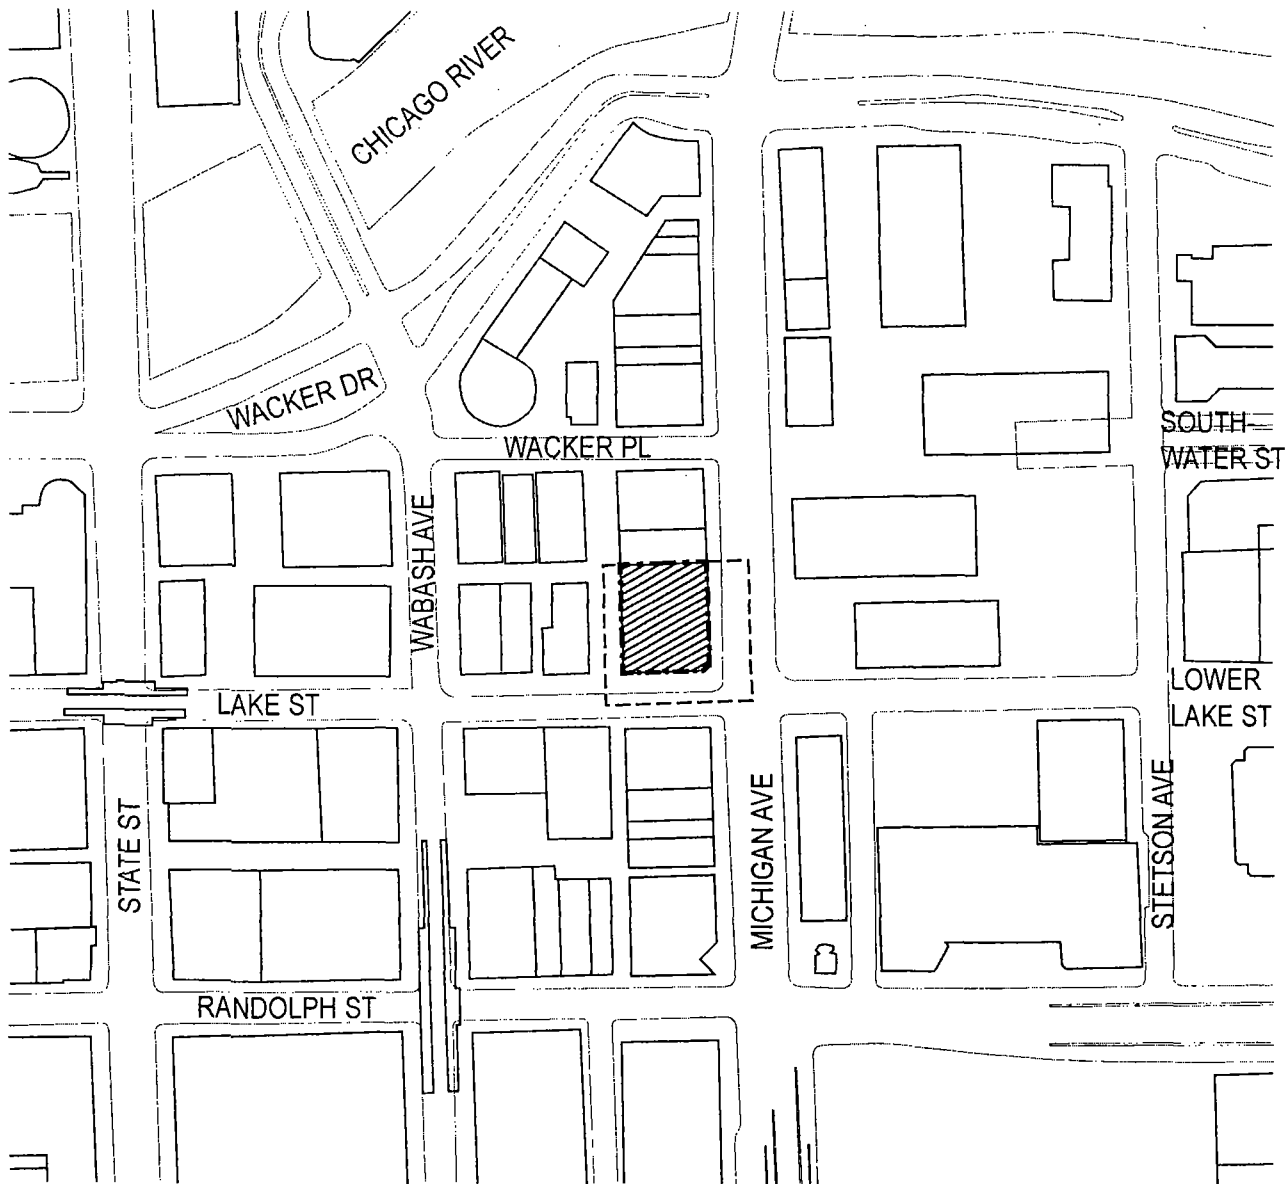 CHICAGO RIVER
WACKER DR
WACKER PL
SOUTH
WATER ST
WABASH AVE
LAKE ST
LOWER
LAKE ST
STATE ST
MICHIGAN AVE
STETSON AVE
RANDOLPH ST